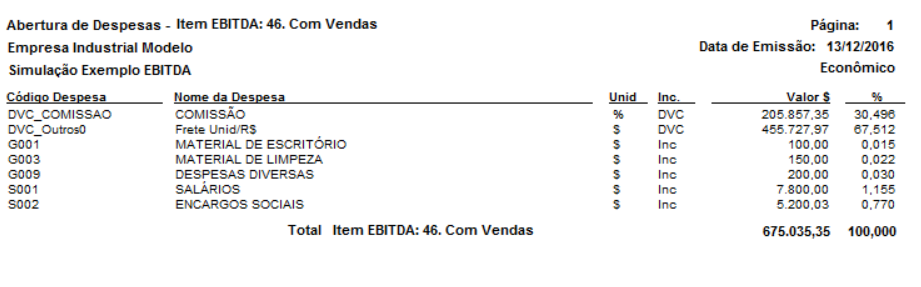 Abertura de Despesas - Item EBITDA: 46. Com Vendas Página: 1
Empresa Industrial Modelo Data de Emissão: 13/12/2016
Simulação Exemplo EBITDA Econômico
Código Despesa Nome da Despesa Unid Inc. Valor $ %
DVC_COMISSAO COMISSÃO % DVC 205.857,35 30,496
DVC_Outros0 Frete Unid/R$ $ DVC 455.727,97 67,512
G001 MATERIAL DE ESCRITÓRIO $ Inc 100,00 0,015
G003 MATERIAL DE LIMPEZA $ Inc 150,00 0,022
G009 DESPESAS DIVERSAS $ Inc 200,00 0,030
S001 SALÁRIOS $ Inc 7.800,00 1,155
S002 ENCARGOS SOCIAIS $ Inc 5.200,03 0,770
Total Item EBITDA: 46. Com Vendas 675.035,35 100,000